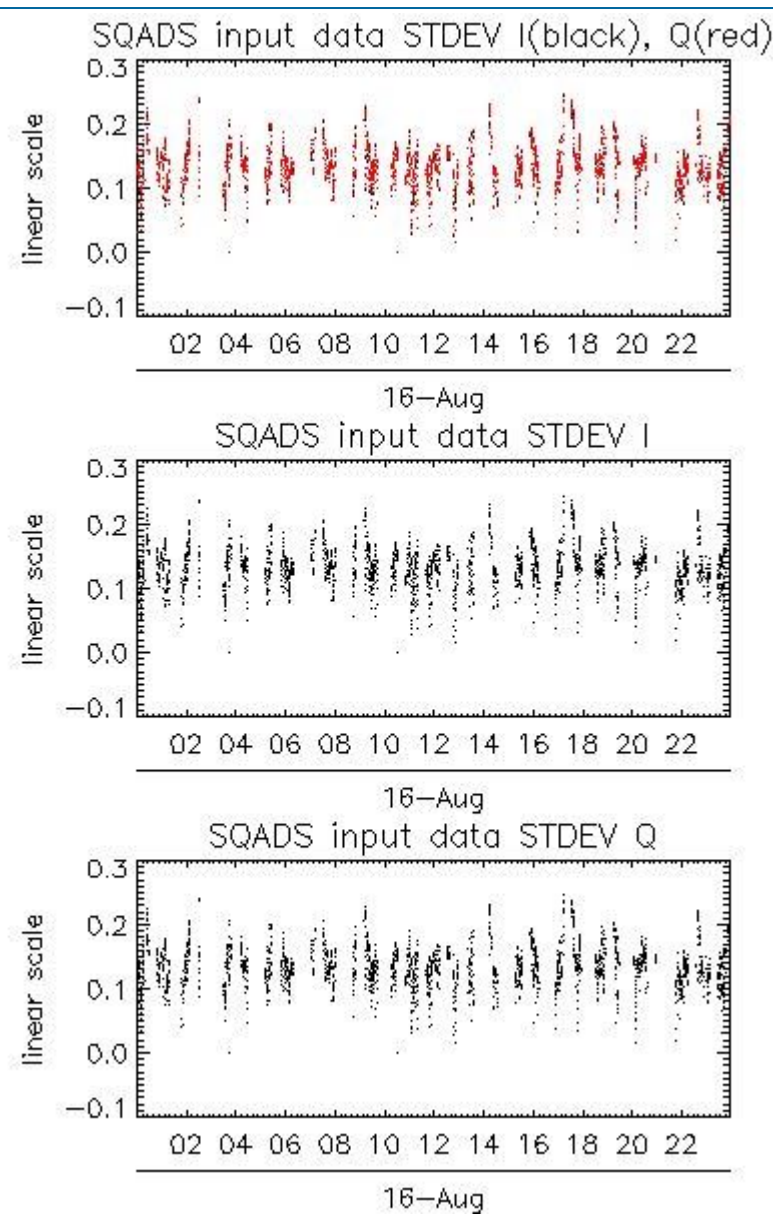 SQADS input data STDEV I(black), Q(red)
linear scale
0.3
0.2
0.1
0.0
−0.1
02 04 06 08 10 12 14 16 18 20 22
16−Aug
SQADS input data STDEV I
linear scale
0.3
0.2
0.1
0.0
−0.1
02 04 06 08 10 12 14 16 18 20 22
16−Aug
SQADS input data STDEV Q
linear scale
0.3
0.2
0.1
0.0
−0.1
02 04 06 08 10 12 14 16 18 20 22
16−Aug